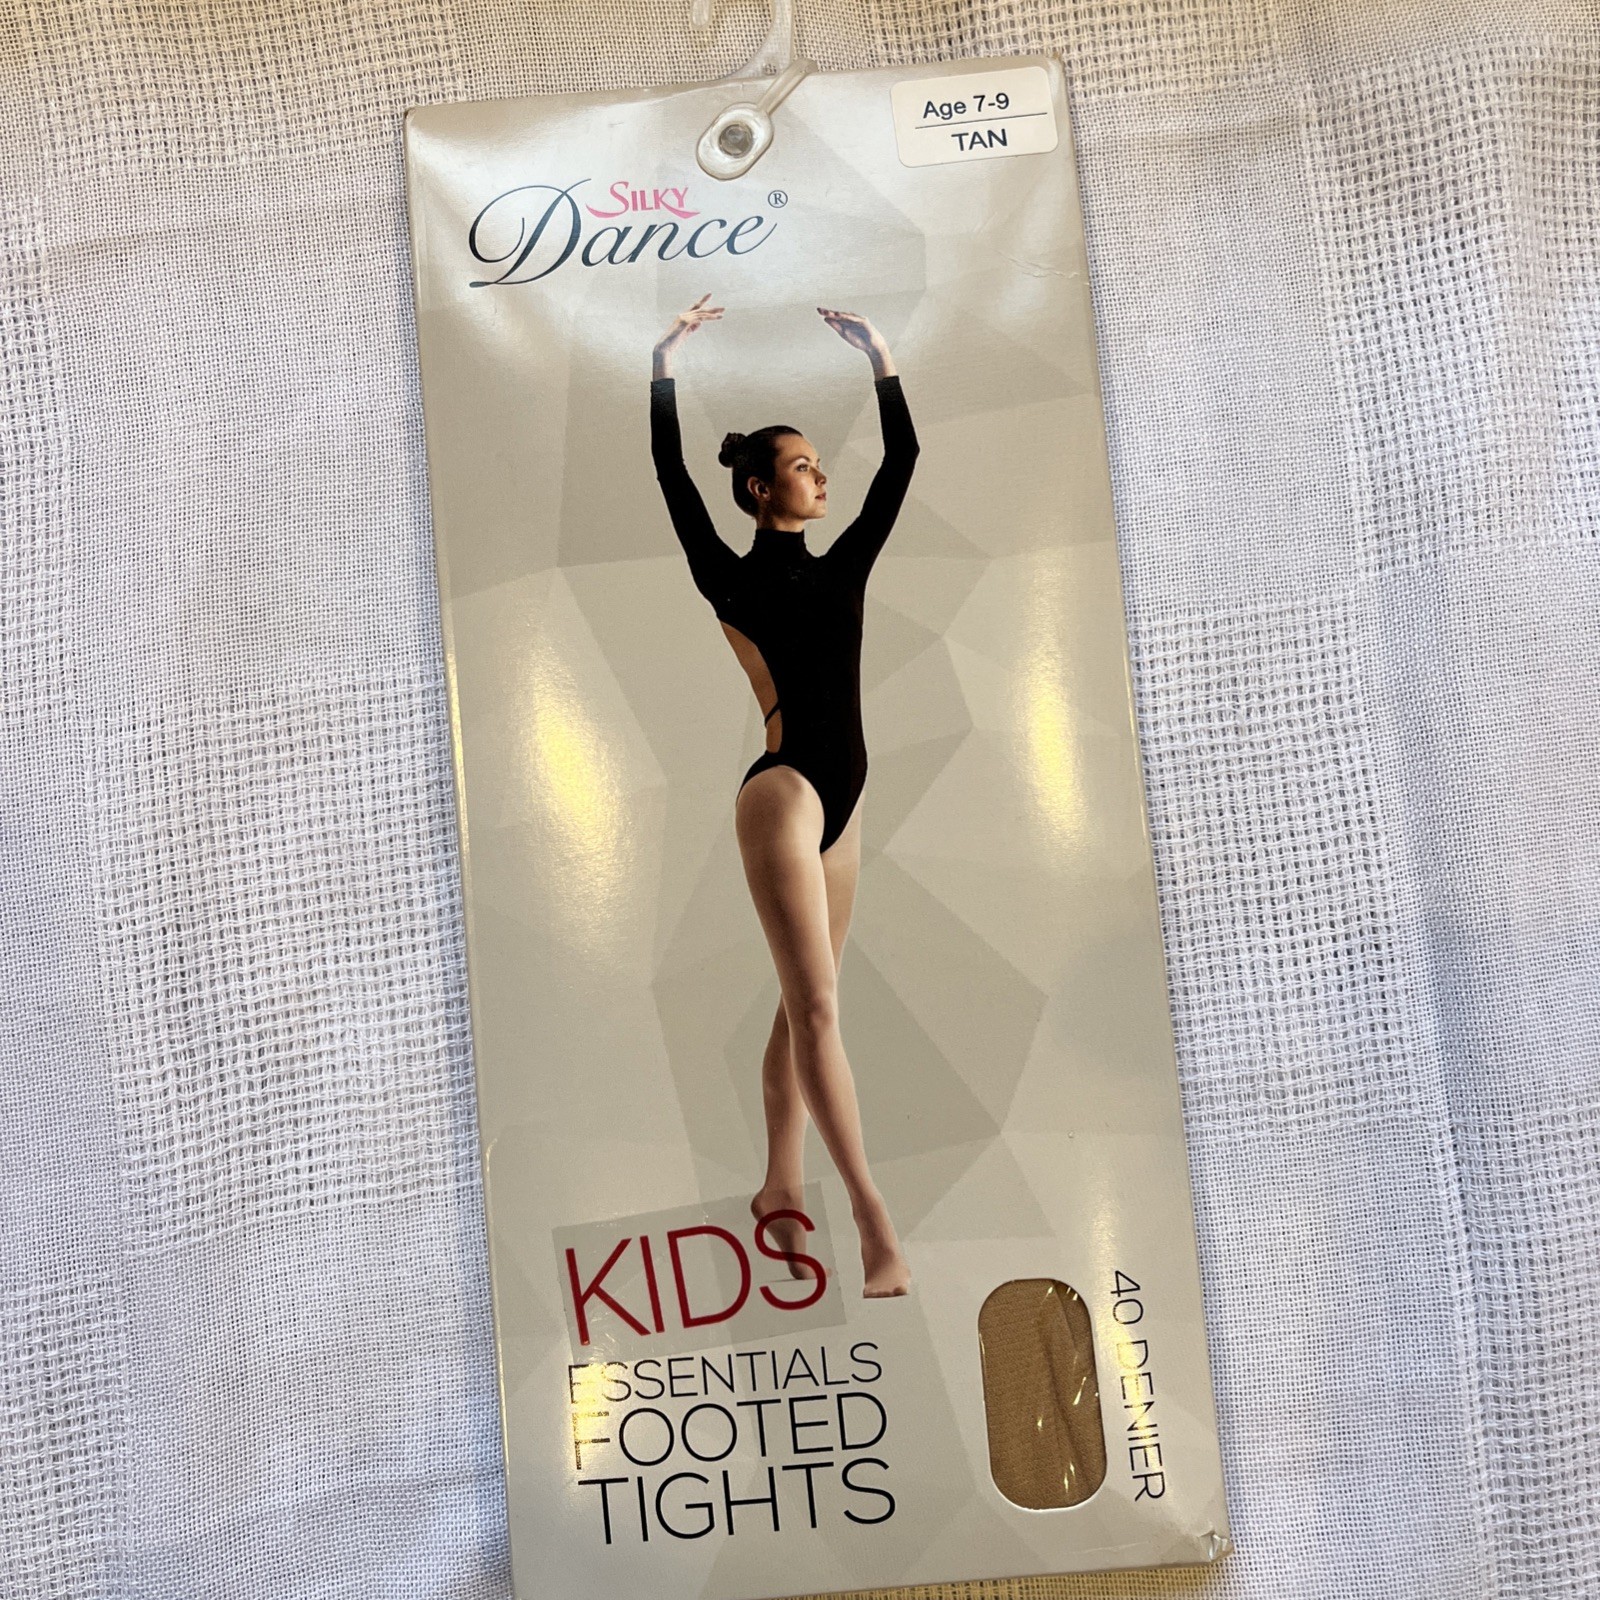 Age 7-9
TAN
SILKY
Dance®
KIDS
ESSENTIALS
FOOTED
TIGHTS
40 DENIER